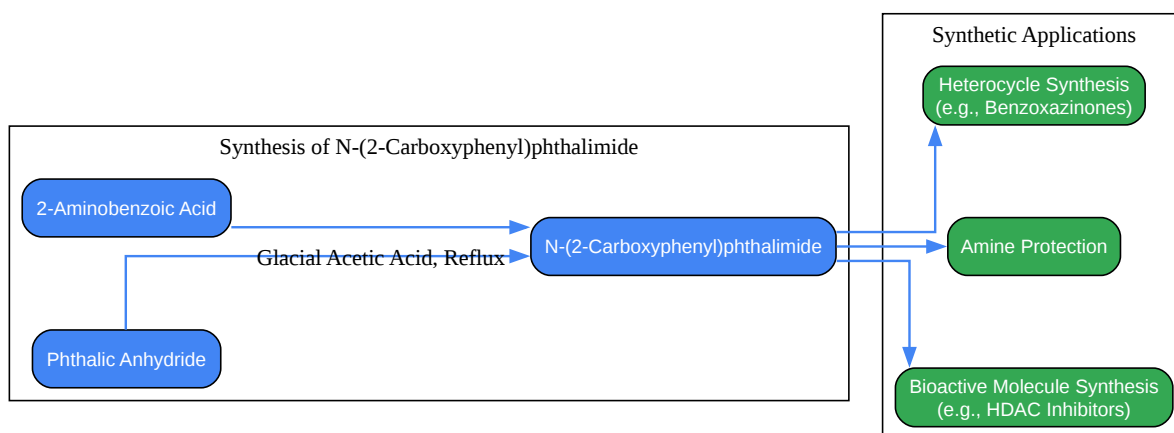 Synthesis of N-(2-Carboxyphenyl)phthalimide
2-Aminobenzoic Acid
Glacial Acetic Acid, Reflux
Phthalic Anhydride
N-(2-Carboxyphenyl)phthalimide
Synthetic Applications
Heterocycle Synthesis
(e.g., Benzoxazinones)
Amine Protection
Bioactive Molecule Synthesis
(e.g., HDAC Inhibitors)